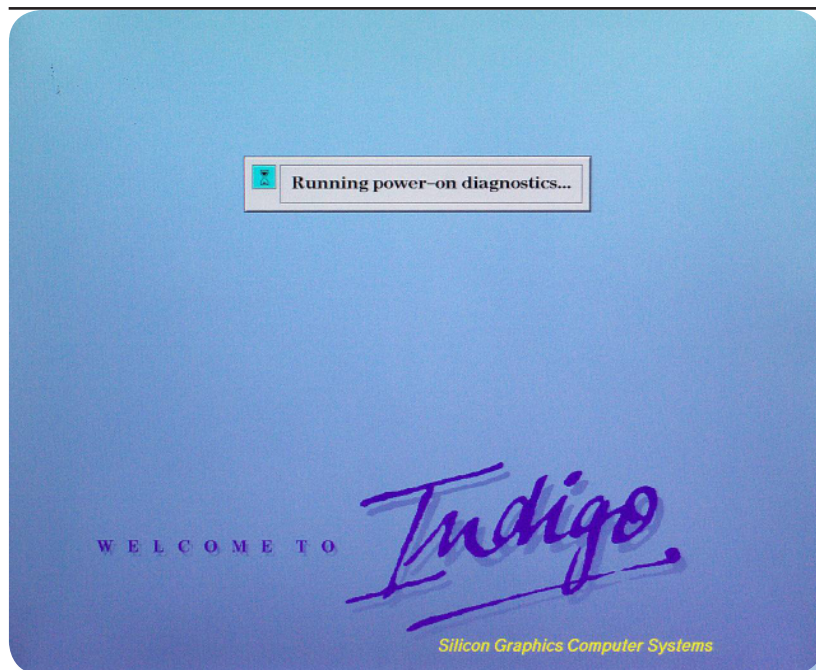 Running power-on diagnostics...
WELCOME TO Indigo
Silicon Graphics Computer Systems